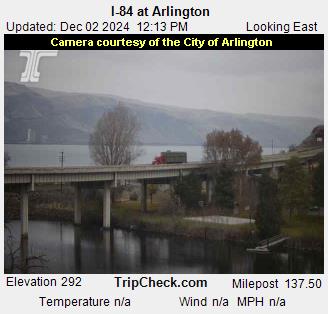 I-84 at Arlington
Updated: Dec 02 2024 12:13 PM Looking East
Camera courtesy of the City of Arlington
Elevation 292 TripCheck.com Milepost 137.50
Temperature n/a Wind n/a MPH n/a